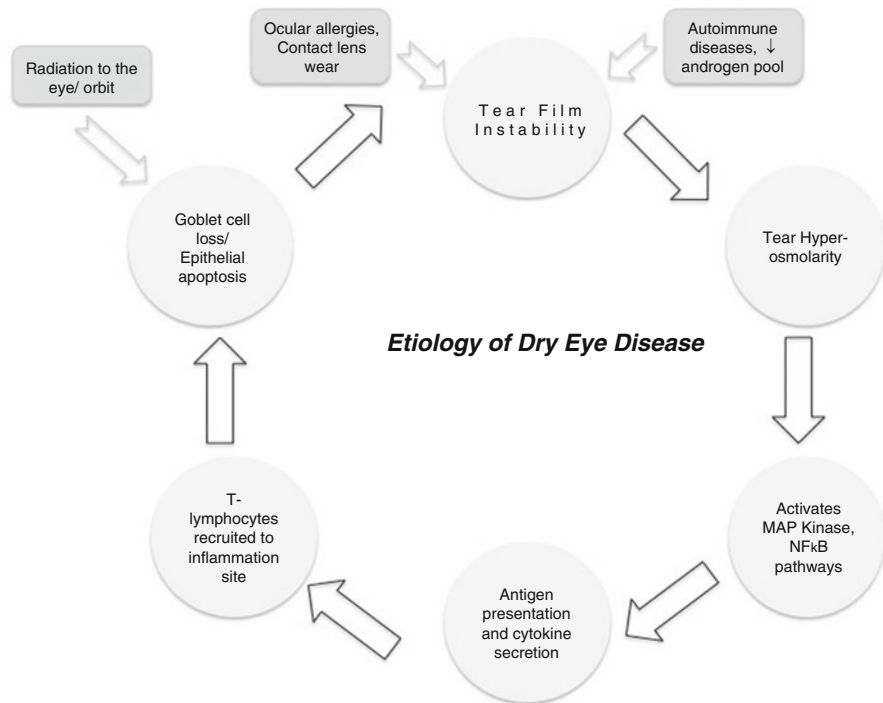 Ocular allergies,
Contact lens
wear
Autoimmune
diseases, ↓
androgen pool
Radiation to the
eye/ orbit
Tear Film
Instability
Goblet cell
loss/
Epithelial
apoptosis
Tear Hyper-
osmolarity
Etiology of Dry Eye Disease
T-
lymphocytes
recruited to
inflammation
site
Activates
MAP Kinase,
NFkB
pathways
Antigen
presentation
and cytokine
secretion